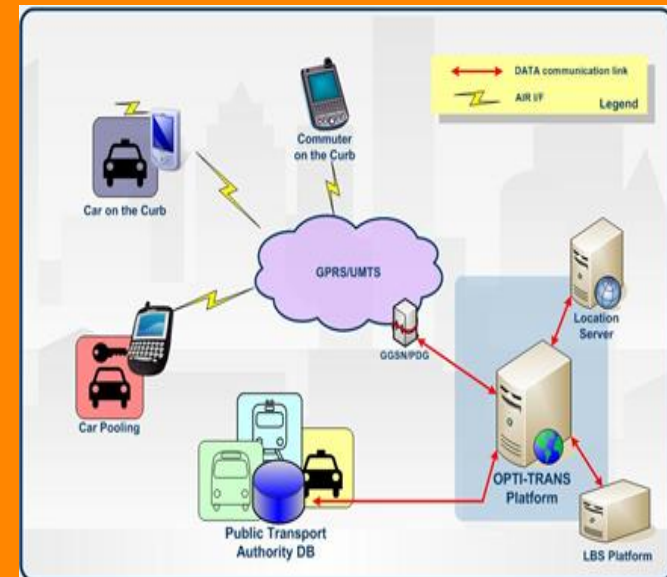 DATA communication link
AIR I/F
Legend
Commuter
on the Curb
Car on the Curb
GPRS/UMTS
Location
Server
GGSN/PDG
Car Pooling
OPTI-TRANS
Platform
Public Transport
Authority DB
LBS Platform